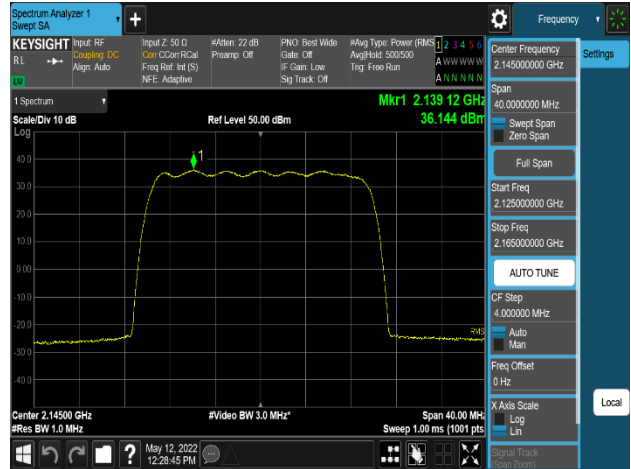 Spectrum Analyzer 1
Swept SA
Frequency
KEYSIGHT
RL
Input: RF
Coupling: DC
Align: Auto
Input Z: 50 Ω
Corr CCorr RCal
Freq Ref: Int (S)
NFE: Adaptive
#Atten: 22 dB
Preamp: Off
PNO: Best Wide
Gate: Off
IF Gain: Low
Sig Track: Off
#Avg Type: Power (RMS
Avg|Hold: 500/500
Trig: Free Run
1 2 3 4 5 6
A W W W W W
A N N N N N
LW
1 Spectrum
Scale/Div 10 dB
Log
Ref Level 50.00 dBm
Mkr1 2.139 12 GHz
36.144 dBm
1
40.0
30.0
20.0
10.0
0.00
-10.0
-20.0
-30.0
-40.0
RMS
Center 2.14500 GHz
#Res BW 1.0 MHz
#Video BW 3.0 MHz*
Span 40.00 MHz
Sweep 1.00 ms (1001 pts
May 12, 2022
12:28:45 PM
Center Frequency
2.145000000 GHz
Settings
Span
40.0000000 MHz
Swept Span
Zero Span
Full Span
Start Freq
2.125000000 GHz
Stop Freq
2.165000000 GHz
AUTO TUNE
CF Step
4.000000 MHz
Auto
Man
Freq Offset
0 Hz
X Axis Scale
Log
Lin
Local
Signal Track
(Span Zoom)